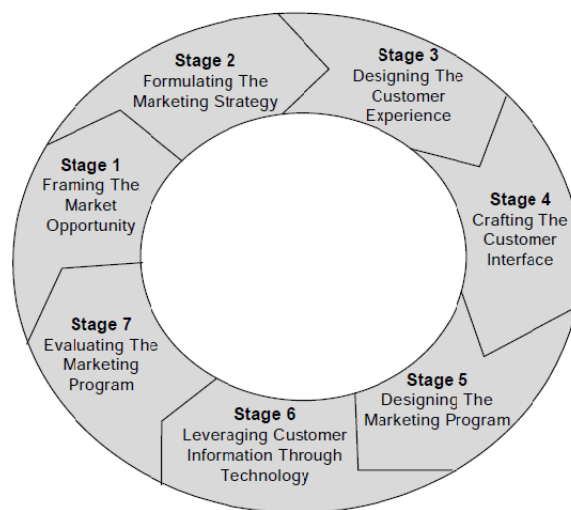 Stage 1
Framing The
Market
Opportunity
Stage 2
Formulating The
Marketing Strategy
Stage 3
Designing The
Customer
Experience
Stage 4
Crafting The
Customer
Interface
Stage 5
Designing The
Marketing Program
Stage 6
Leveraging Customer
Information Through
Technology
Stage 7
Evaluating The
Marketing
Program